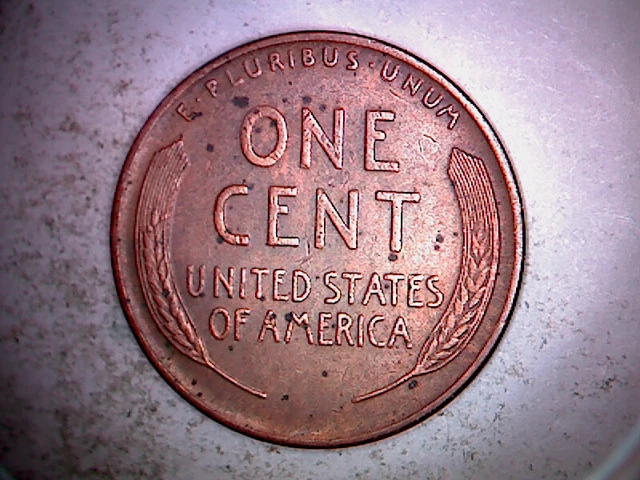 E·PLURIBUS·UNUM
ONE
CENT
UNITED STATES
OF AMERICA